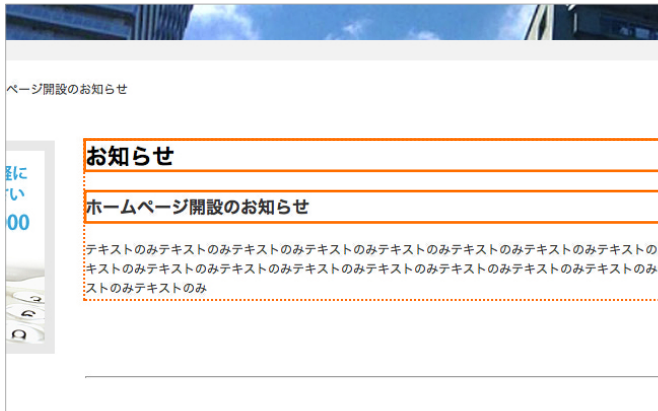 ページ開設のお知らせ
軽に
さい
000
お知らせ
ホームページ開設のお知らせ
テキストのみテキストのみテキストのみテキストのみテキストのみテキストのみテキストのみテキストの
キストのみテキストのみテキストのみテキストのみテキストのみテキストのみテキストのみテキストのみ
ストのみテキストのみ